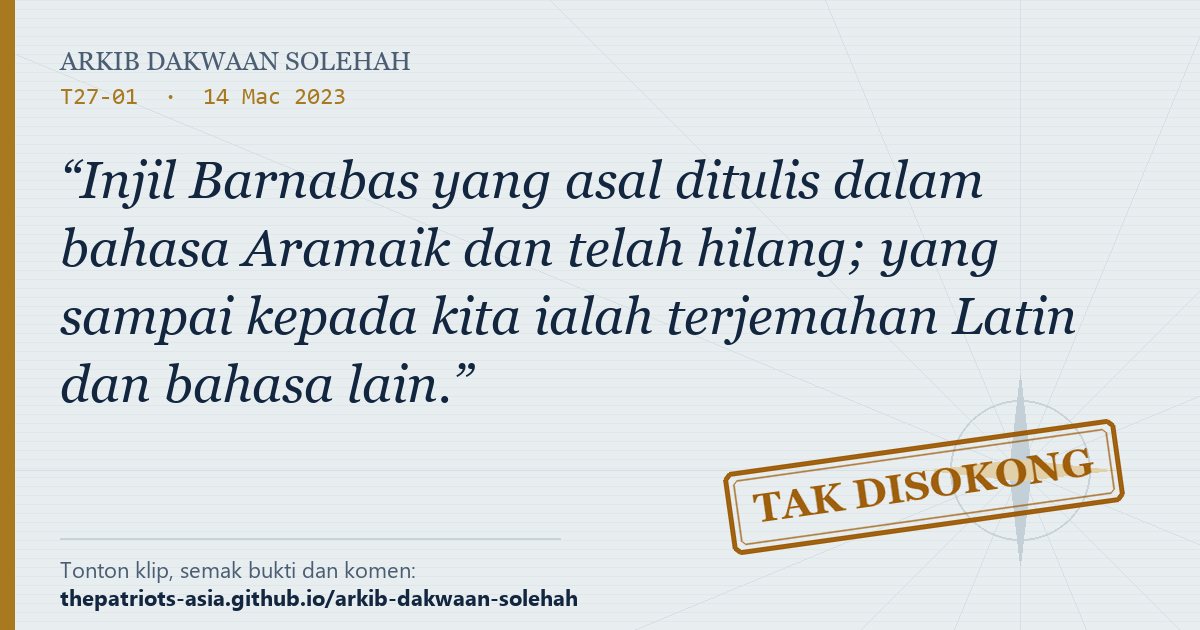 ARKIB DAKWAAN SOLEHAH
T27-01 · 14 Mac 2023
“Injil Barnabas yang asal ditulis dalam
bahasa Aramaik dan telah hilang; yang
sampai kepada kita ialah terjemahan Latin
dan bahasa lain.”
TAK DISOKONG
Tonton klip, semak bukti dan komen:
thepatriots-asia.github.io/arkib-dakwaan-solehah